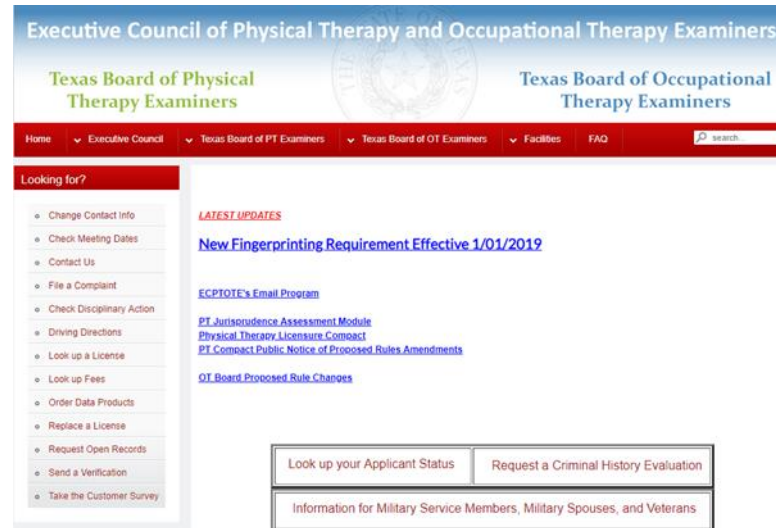 Executive Council of Physical Therapy and Occupational Therapy Examiners
Texas Board of Physical
Therapy Examiners
Texas Board of Occupational
Therapy Examiners
Home
Executive Council
Texas Board of PT Examiners
Texas Board of OT Examiners
Facilities
FAQ
search...
Looking for?
Change Contact Info
Check Meeting Dates
Contact Us
File a Complaint
Check Disciplinary Action
Driving Directions
Look up a License
Look up Fees
Order Data Products
Replace a License
Request Open Records
Send a Verification
Take the Customer Survey
LATEST UPDATES
New Fingerprinting Requirement Effective 1/01/2019
ECPTOTE's Email Program
PT Jurisprudence Assessment Module
Physical Therapy Licensure Compact
PT Compact Public Notice of Proposed Rules Amendments
OT Board Proposed Rule Changes
Look up your Applicant Status
Request a Criminal History Evaluation
Information for Military Service Members, Military Spouses, and Veterans